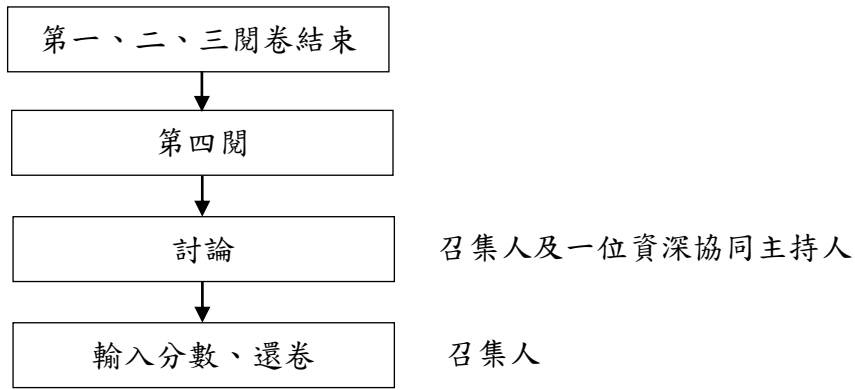 第一、二、三閱卷結束
第四閱
討論
召集人及一位資深協同主持人
輸入分數、還卷
召集人